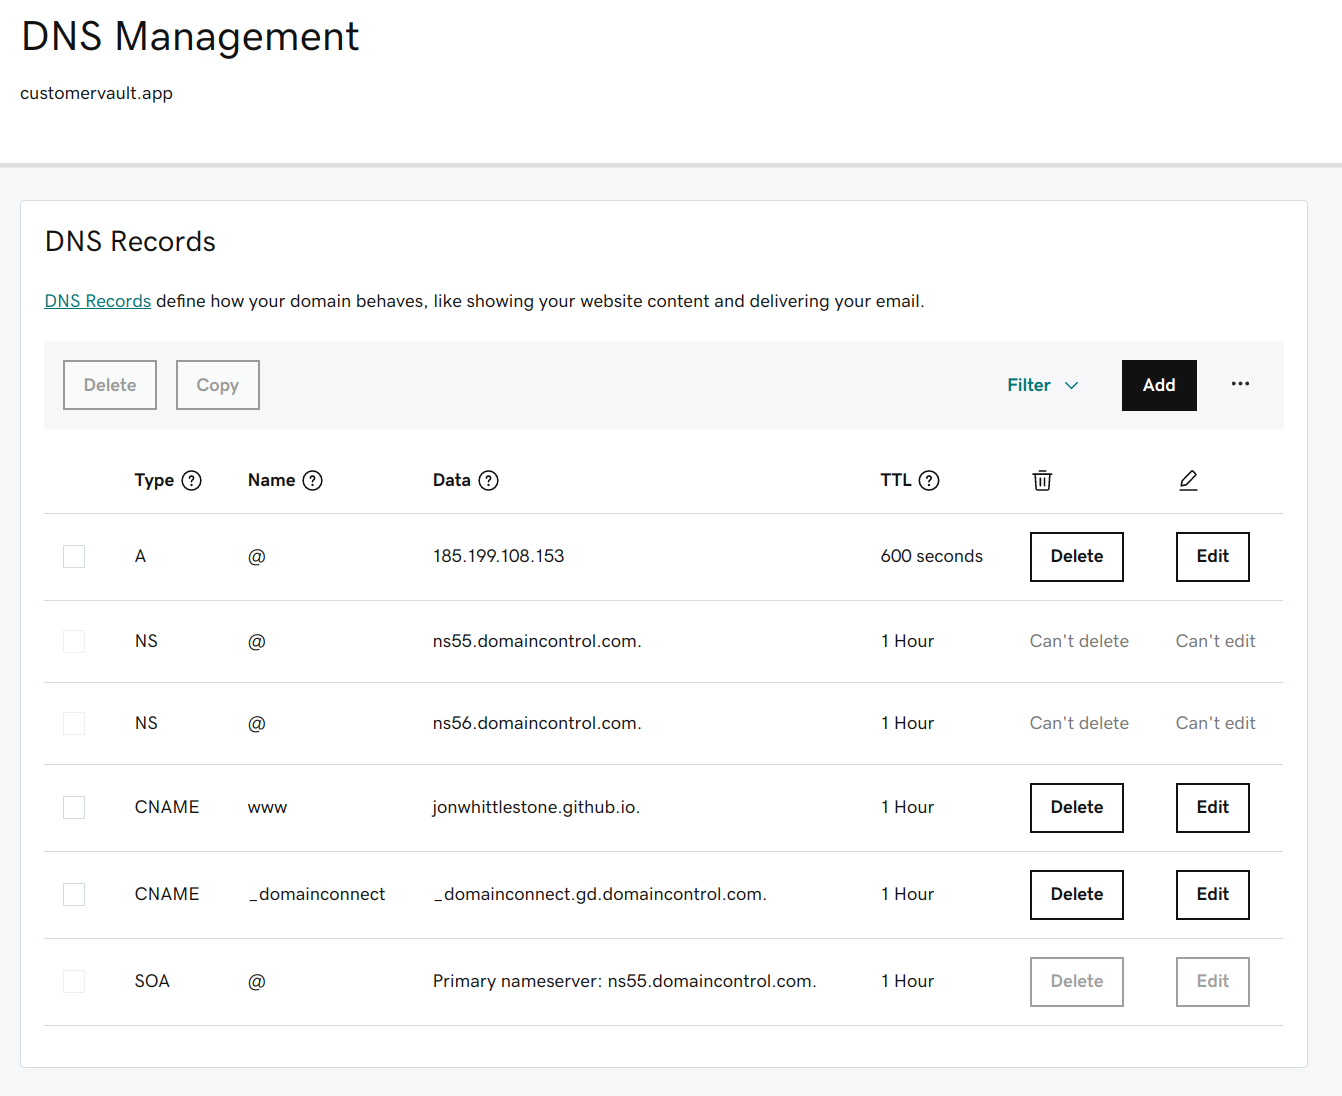 DNS Management
customervault.app
DNS Records
DNS Records define how your domain behaves, like showing your website content and delivering your email.
Delete Copy Filter Add ...
Type ? Name ? Data ? TTL ?
A @ 185.199.108.153 600 seconds Delete Edit
NS @ ns55.domaincontrol.com. 1 Hour Can't delete Can't edit
NS @ ns56.domaincontrol.com. 1 Hour Can't delete Can't edit
CNAME www jonwhittlestone.github.io. 1 Hour Delete Edit
CNAME _domainconnect _domainconnect.gd.domaincontrol.com. 1 Hour Delete Edit
SOA @ Primary nameserver: ns55.domaincontrol.com. 1 Hour Delete Edit